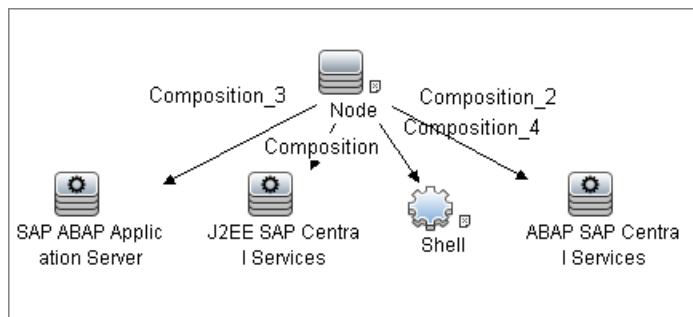 Composition_3
Composition_2
Node
Composition_4
Composition
SAP ABAP Applic
ation Server
J2EE SAP Centra
l Services
Shell
ABAP SAP Centra
l Services